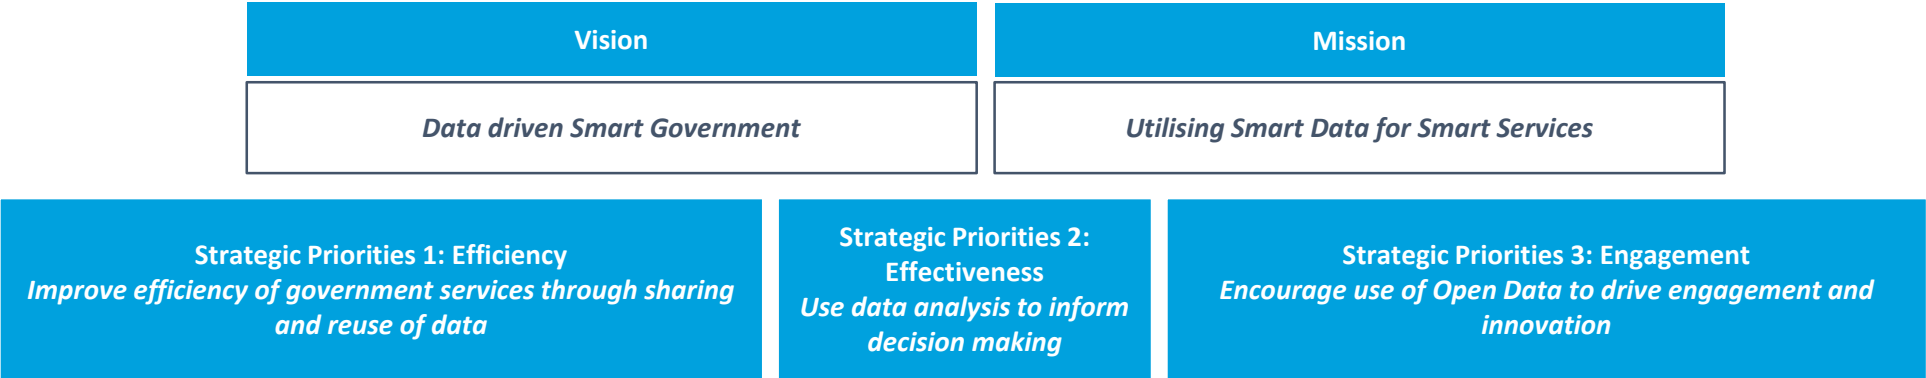 Vision
Mission
Data driven Smart Government
Utilising Smart Data for Smart Services
Strategic Priorities 1: Efficiency
Improve efficiency of government services through sharing
and reuse of data
Strategic Priorities 2:
Effectiveness
Use data analysis to inform
decision making
Strategic Priorities 3: Engagement
Encourage use of Open Data to drive engagement and
innovation